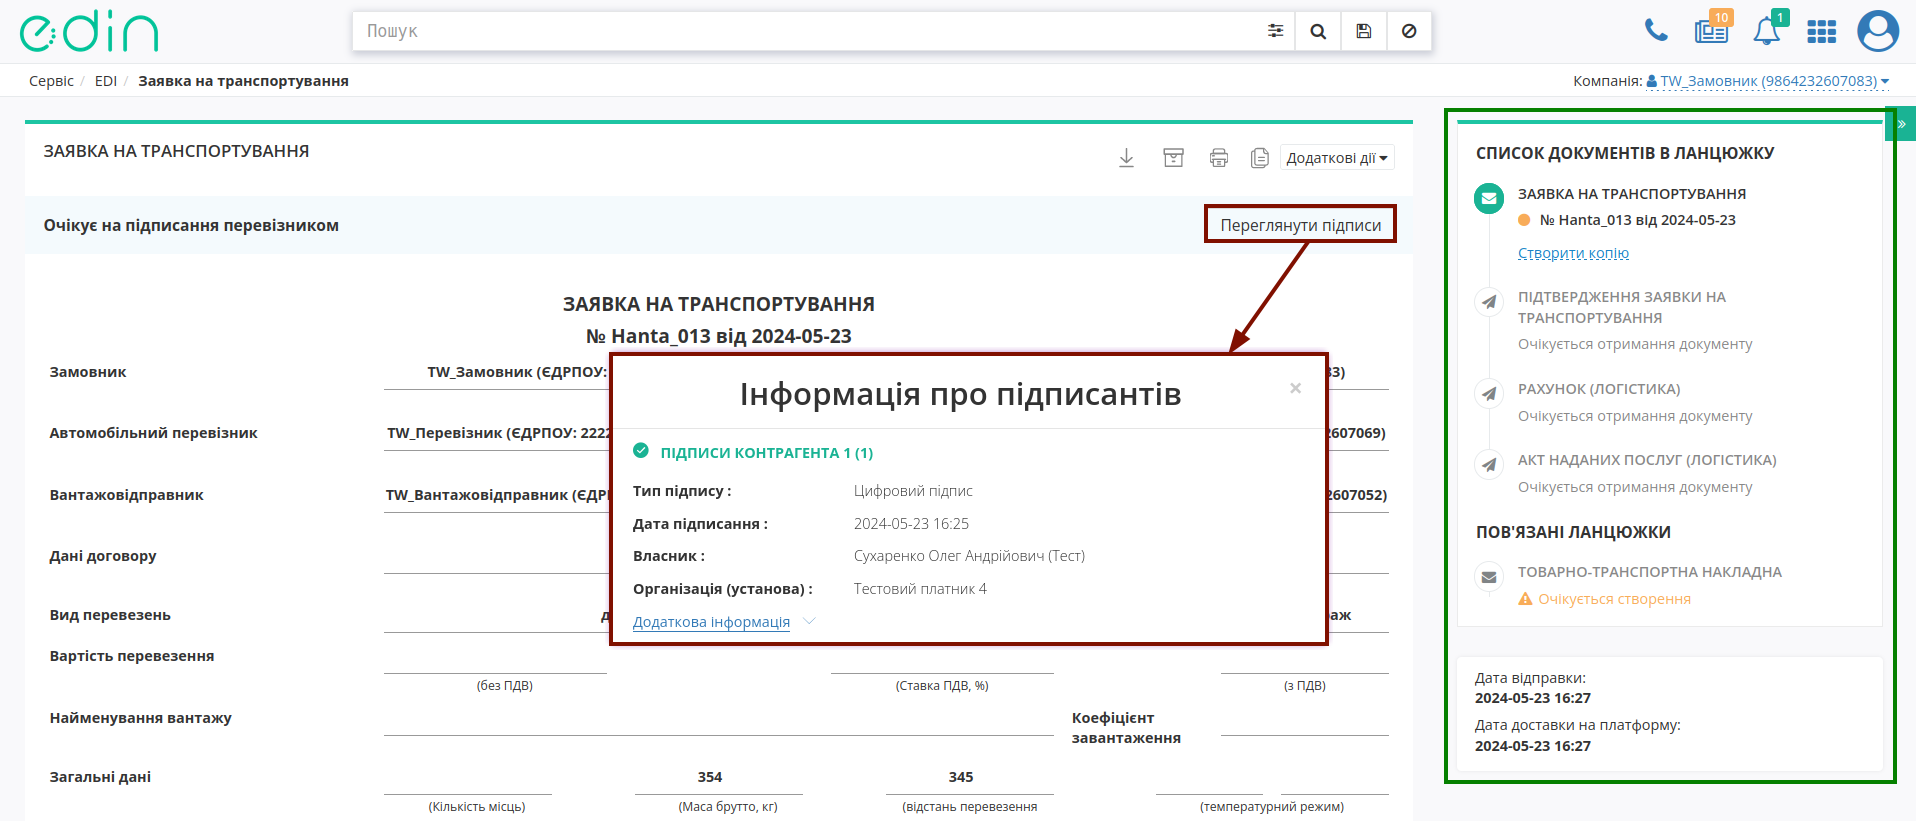 edin
Пошук
10
1
Сервіс / EDI / Заявка на транспортування
Компанія: TW_Замовник (9864232607083)
ЗАЯВКА НА ТРАНСПОРТУВАННЯ
Додаткові дії
Очікує на підписання перевізником
Переглянути підписи
ЗАЯВКА НА ТРАНСПОРТУВАННЯ
№ Hanta_013 від 2024-05-23
Замовник
TW_Замовник (ЄДРПОУ:
33)
Автомобільний перевізник
TW_Перевізник (ЄДРПОУ: 2222
2607069)
Вантажовідправник
TW_Вантажовідправник (ЄДР
2607052)
Дані договору
Вид перевезень
аж
Вартість перевезення
(без ПДВ)
(Ставка ПДВ, %)
(з ПДВ)
Найменування вантажу
Коефіцієнт
завантаження
Загальні дані
354
345
(Кількість місць)
(Маса брутто, кг)
(відстань перевезення
(температурний режим)
Інформація про підписантів
×
ПІДПИСИ КОНТРАГЕНТА 1 (1)
Тип підпису : Цифровий підпис
Дата підписання : 2024-05-23 16:25
Власник : Сухаренко Олег Андрійович (Тест)
Організація (установа) : Тестовий платник 4
Додаткова інформація
»
СПИСОК ДОКУМЕНТІВ В ЛАНЦЮЖКУ
ЗАЯВКА НА ТРАНСПОРТУВАННЯ
№ Hanta_013 від 2024-05-23
Створити копію
ПІДТВЕРДЖЕННЯ ЗАЯВКИ НА
ТРАНСПОРТУВАННЯ
Очікується отримання документу
РАХУНОК (ЛОГІСТИКА)
Очікується отримання документу
АКТ НАДАНИХ ПОСЛУГ (ЛОГІСТИКА)
Очікується отримання документу
ПОВ'ЯЗАНІ ЛАНЦЮЖКИ
ТОВАРНО-ТРАНСПОРТНА НАКЛАДНА
Очікується створення
Дата відправки:
2024-05-23 16:27
Дата доставки на платформу:
2024-05-23 16:27